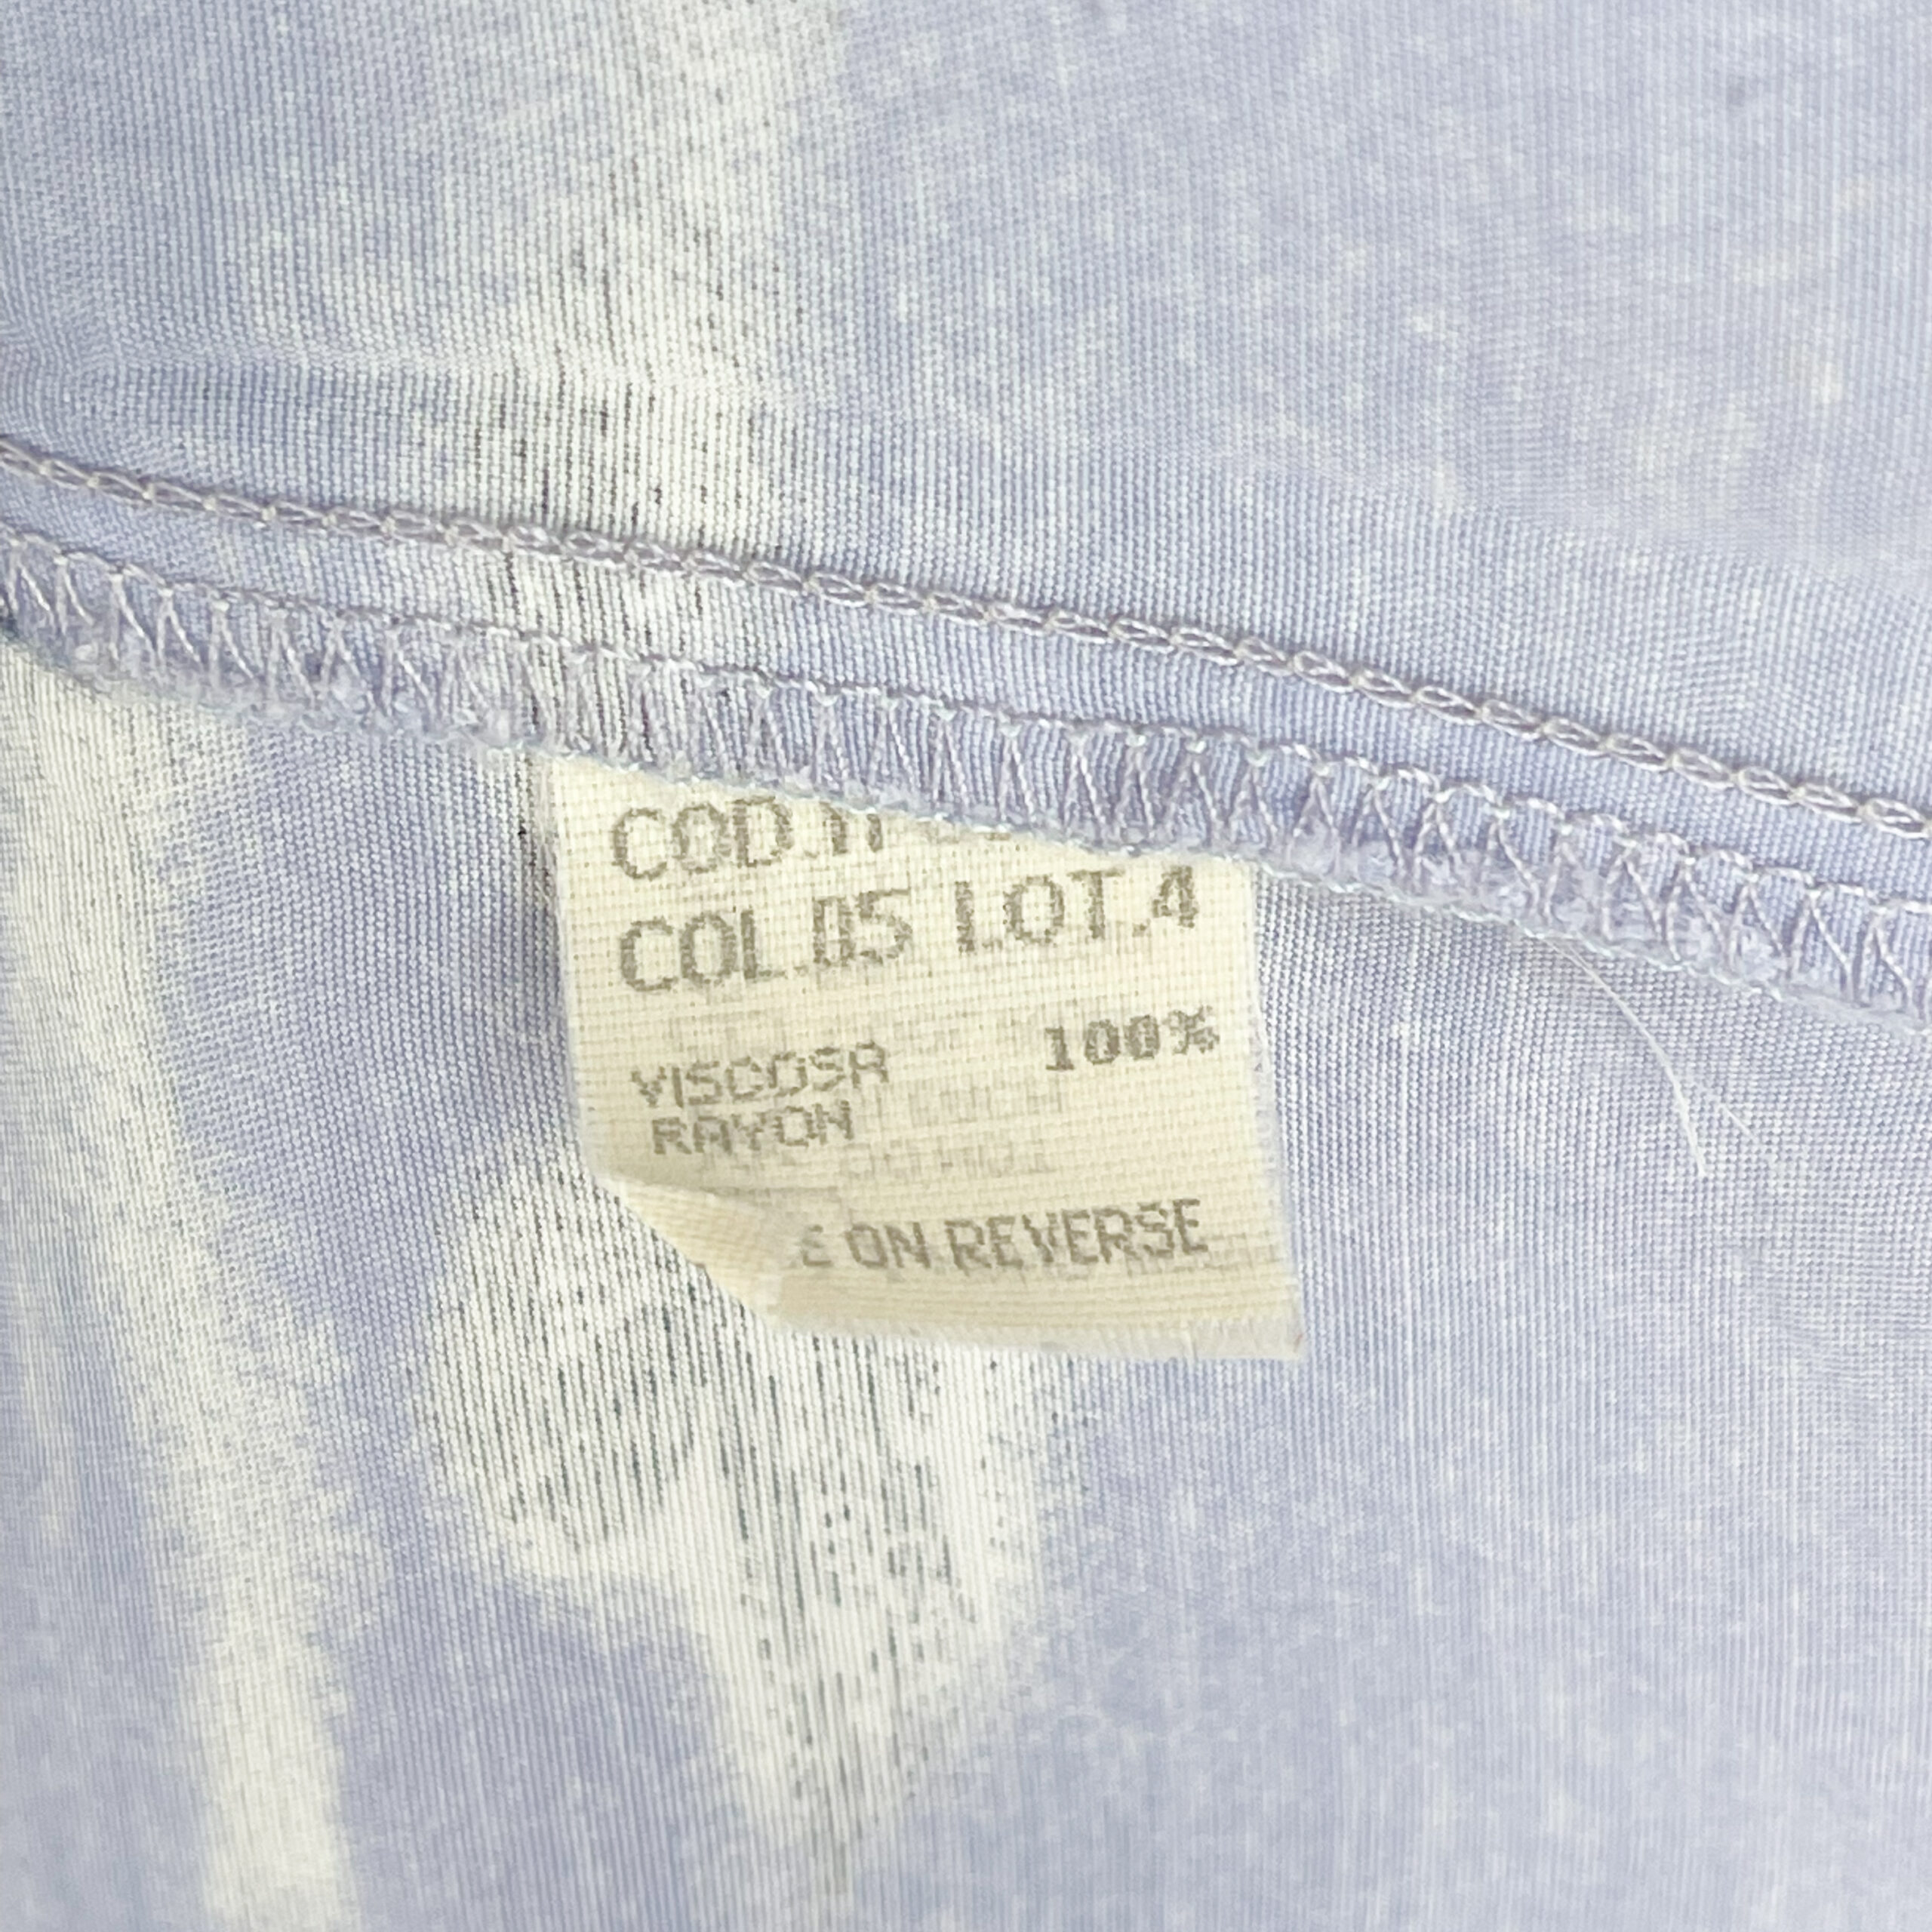 COD.
COL.05 LOT.4
VISCOSA 100%
RAYON
E ON REVERSE